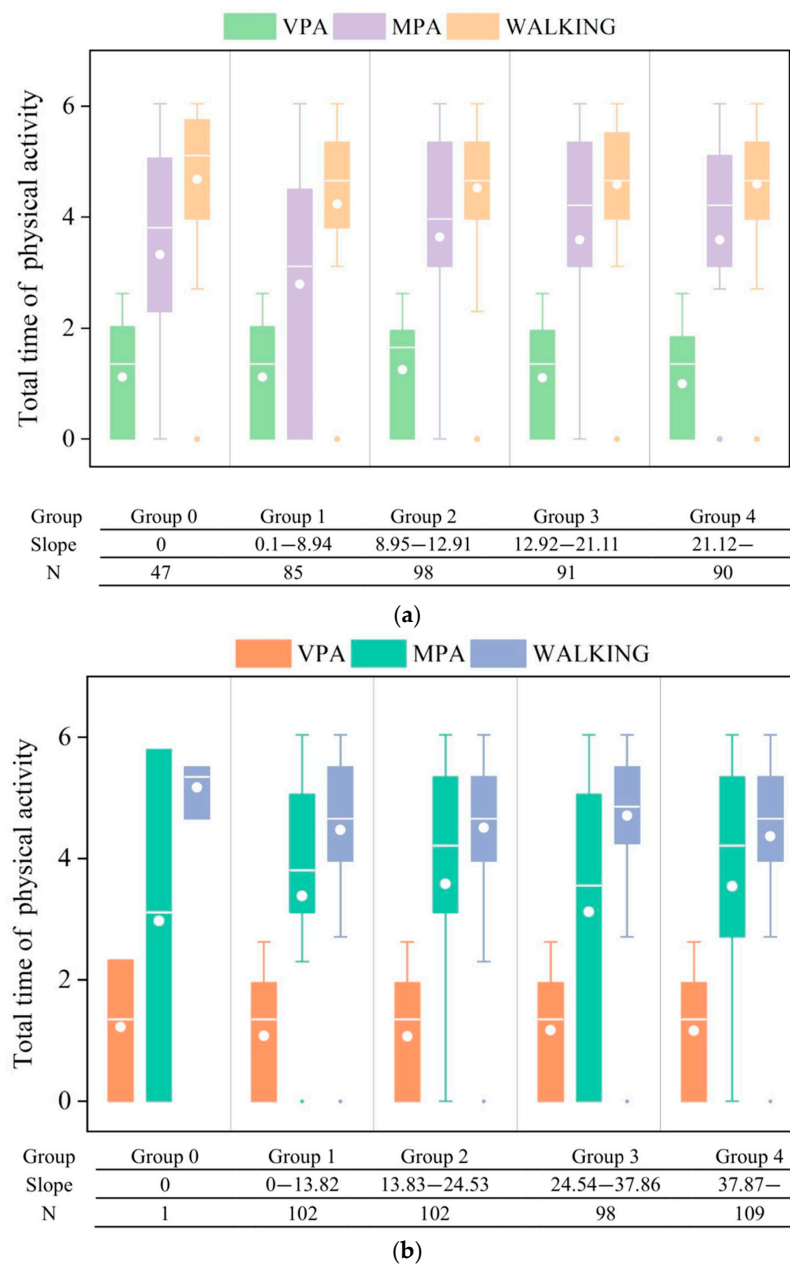 VPA MPA WALKING
Total time of physical activity
6
4
2
0
Group Group 0 Group 1 Group 2 Group 3 Group 4
Slope 0 0.1—8.94 8.95—12.91 12.92—21.11 21.12—
N 47 85 98 91 90
(a)
VPA MPA WALKING
Total time of physical activity
6
4
2
0
Group Group 0 Group 1 Group 2 Group 3 Group 4
Slope 0 0—13.82 13.83—24.53 24.54—37.86 37.87—
N 1 102 102 98 109
(b)